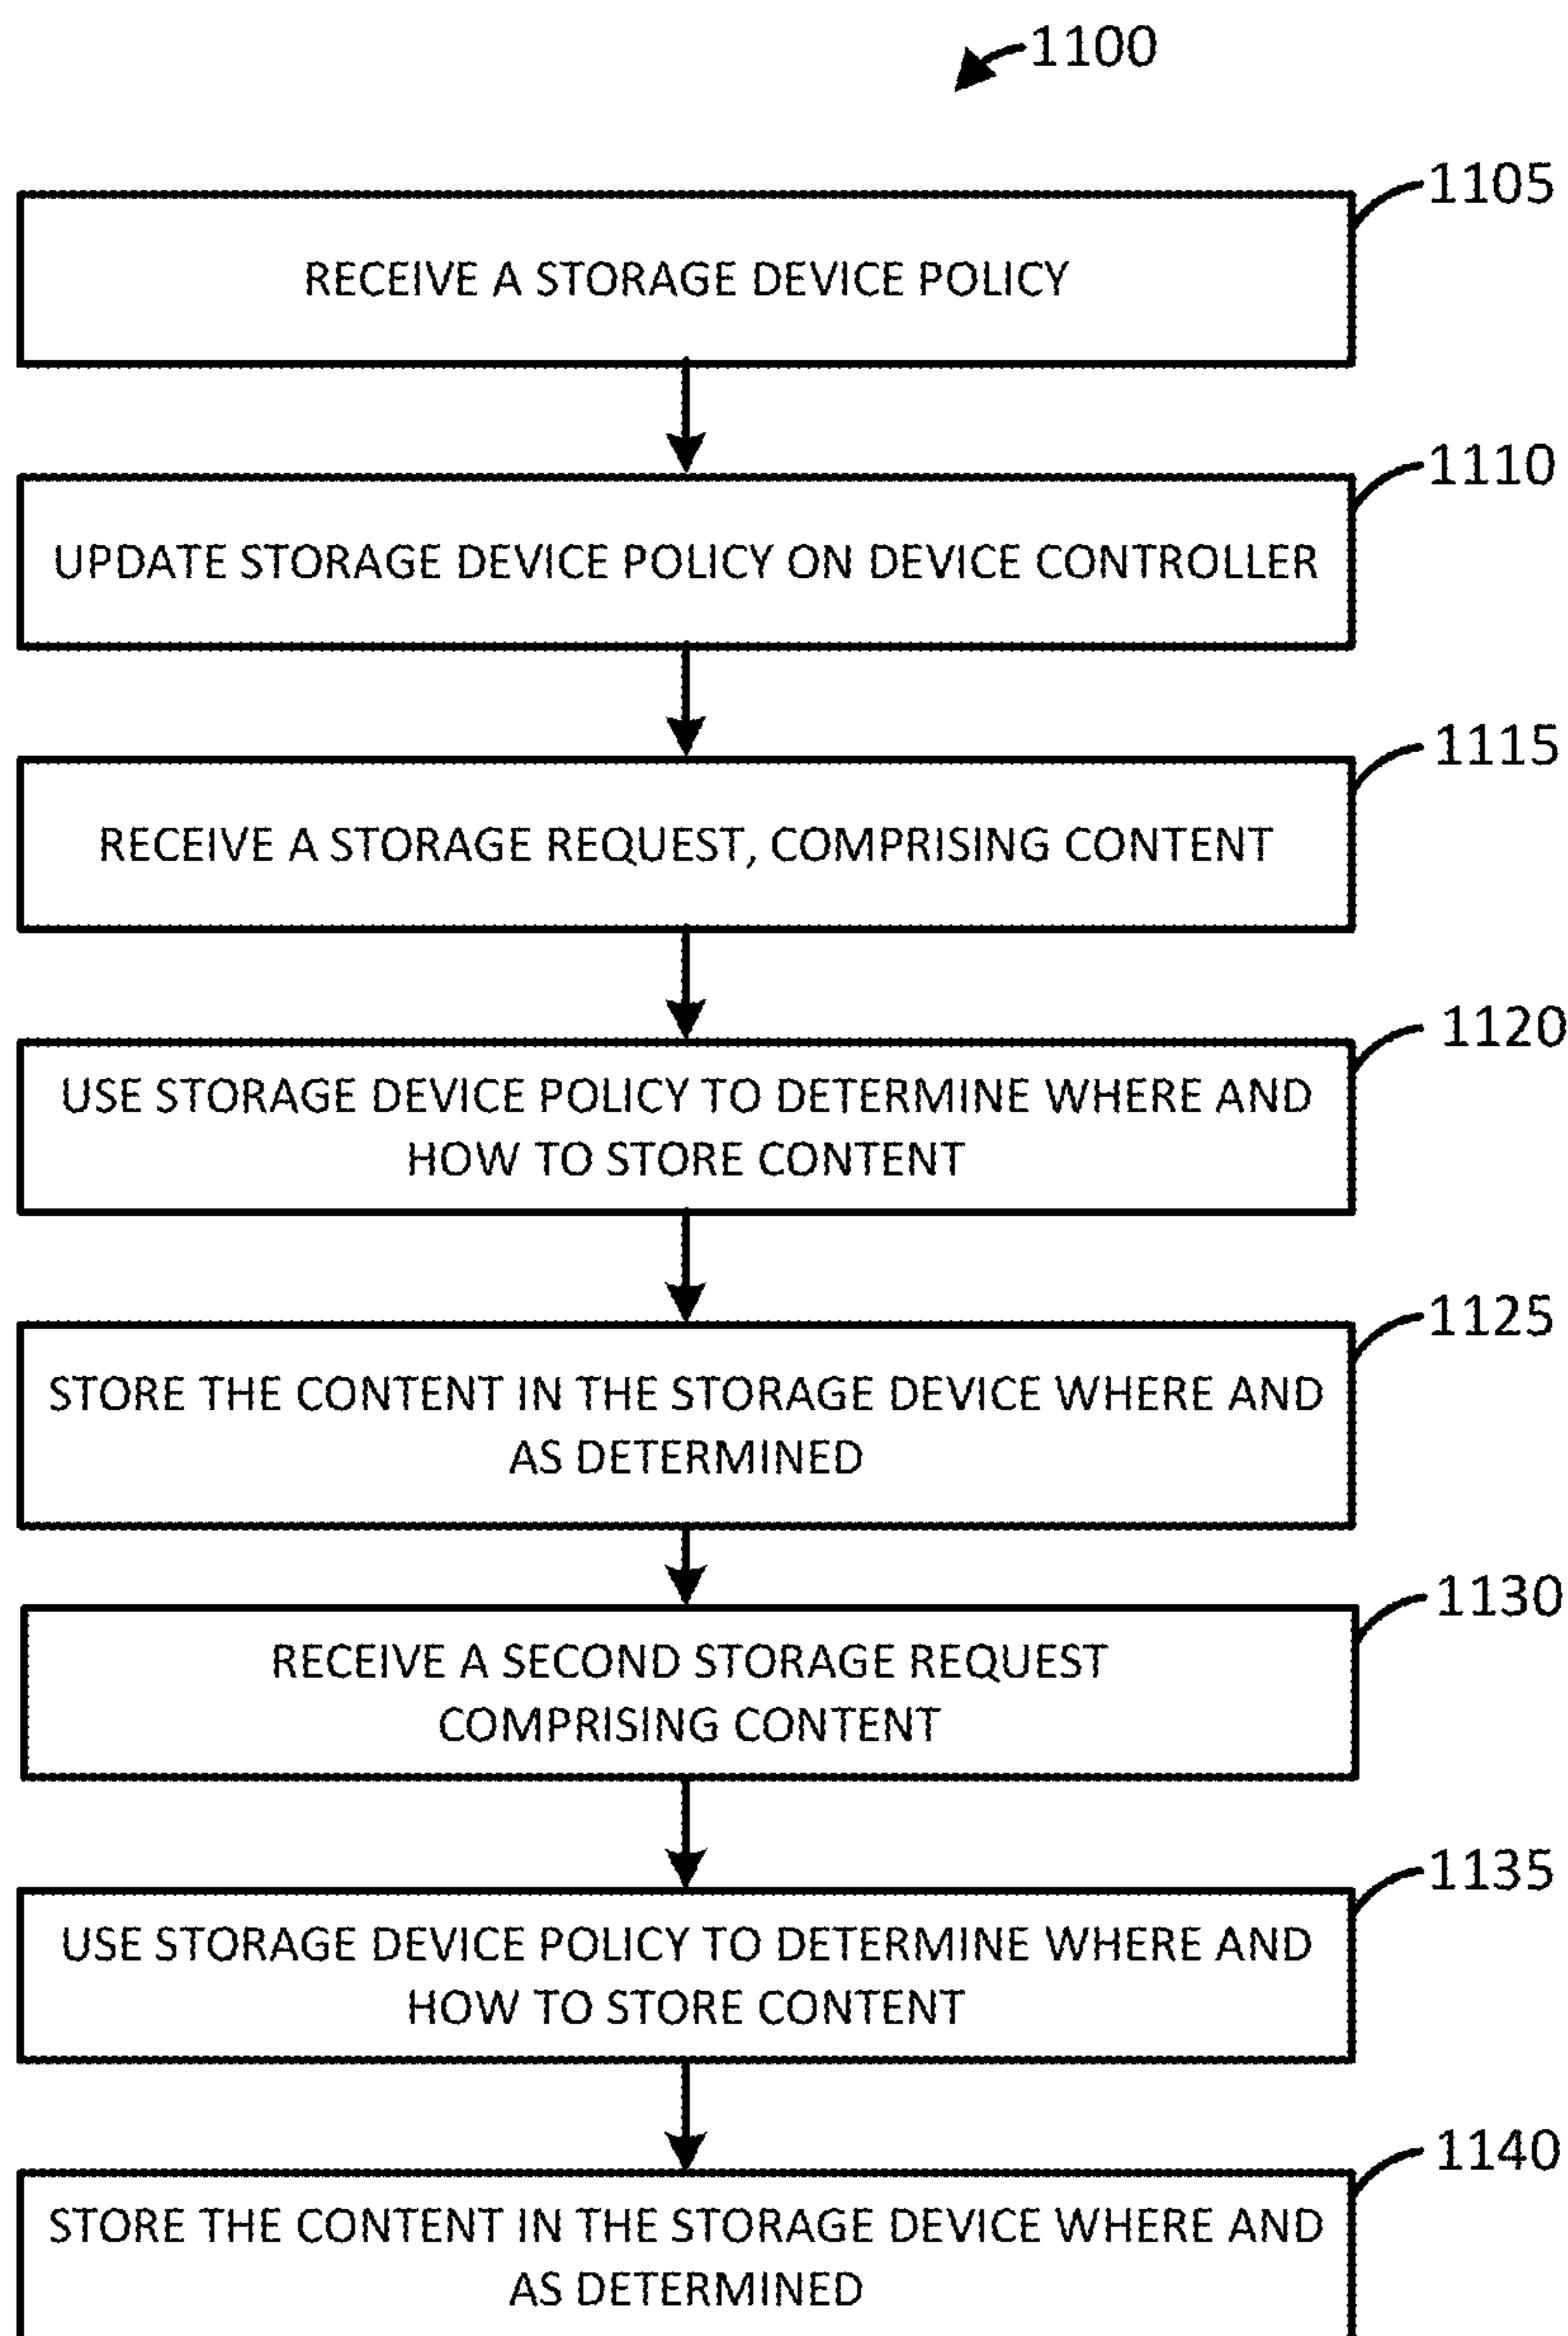 1100
1105
RECEIVE A STORAGE DEVICE POLICY
1110
UPDATE STORAGE DEVICE POLICY ON DEVICE CONTROLLER
1115
RECEIVE A STORAGE REQUEST, COMPRISING CONTENT
1120
USE STORAGE DEVICE POLICY TO DETERMINE WHERE AND
HOW TO STORE CONTENT
1125
STORE THE CONTENT IN THE STORAGE DEVICE WHERE AND
AS DETERMINED
1130
RECEIVE A SECOND STORAGE REQUEST
COMPRISING CONTENT
1135
USE STORAGE DEVICE POLICY TO DETERMINE WHERE AND
HOW TO STORE CONTENT
1140
STORE THE CONTENT IN THE STORAGE DEVICE WHERE AND
AS DETERMINED